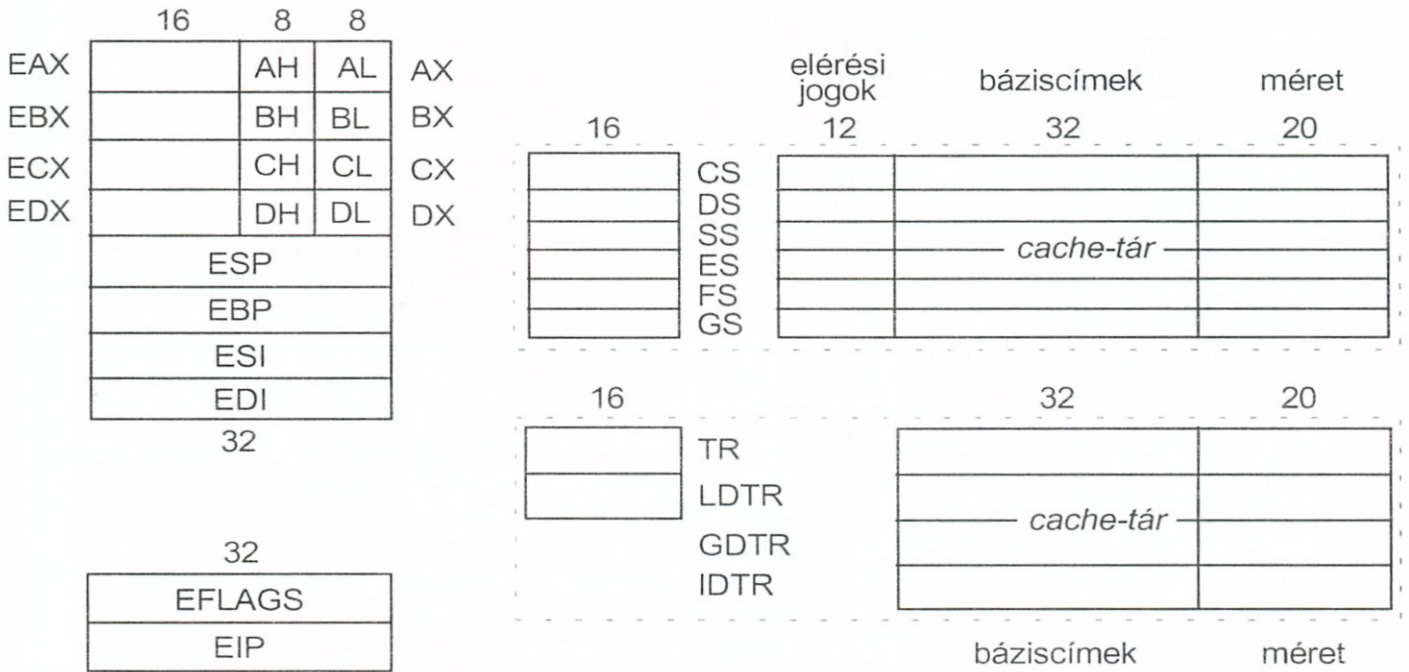 16 8 8
EAX AH AL AX
EBX BH BL BX
ECX CH CL CX
EDX DH DL DX
ESP
EBP
ESI
EDI
32
32
EFLAGS
EIP
elérési
jogok
báziscímek
méret
16 12 32 20
CS
DS
SS
ES
FS
GS
cache-tár
16 32 20
TR
LDTR
GDTR
IDTR
cache-tár
báziscímek méret